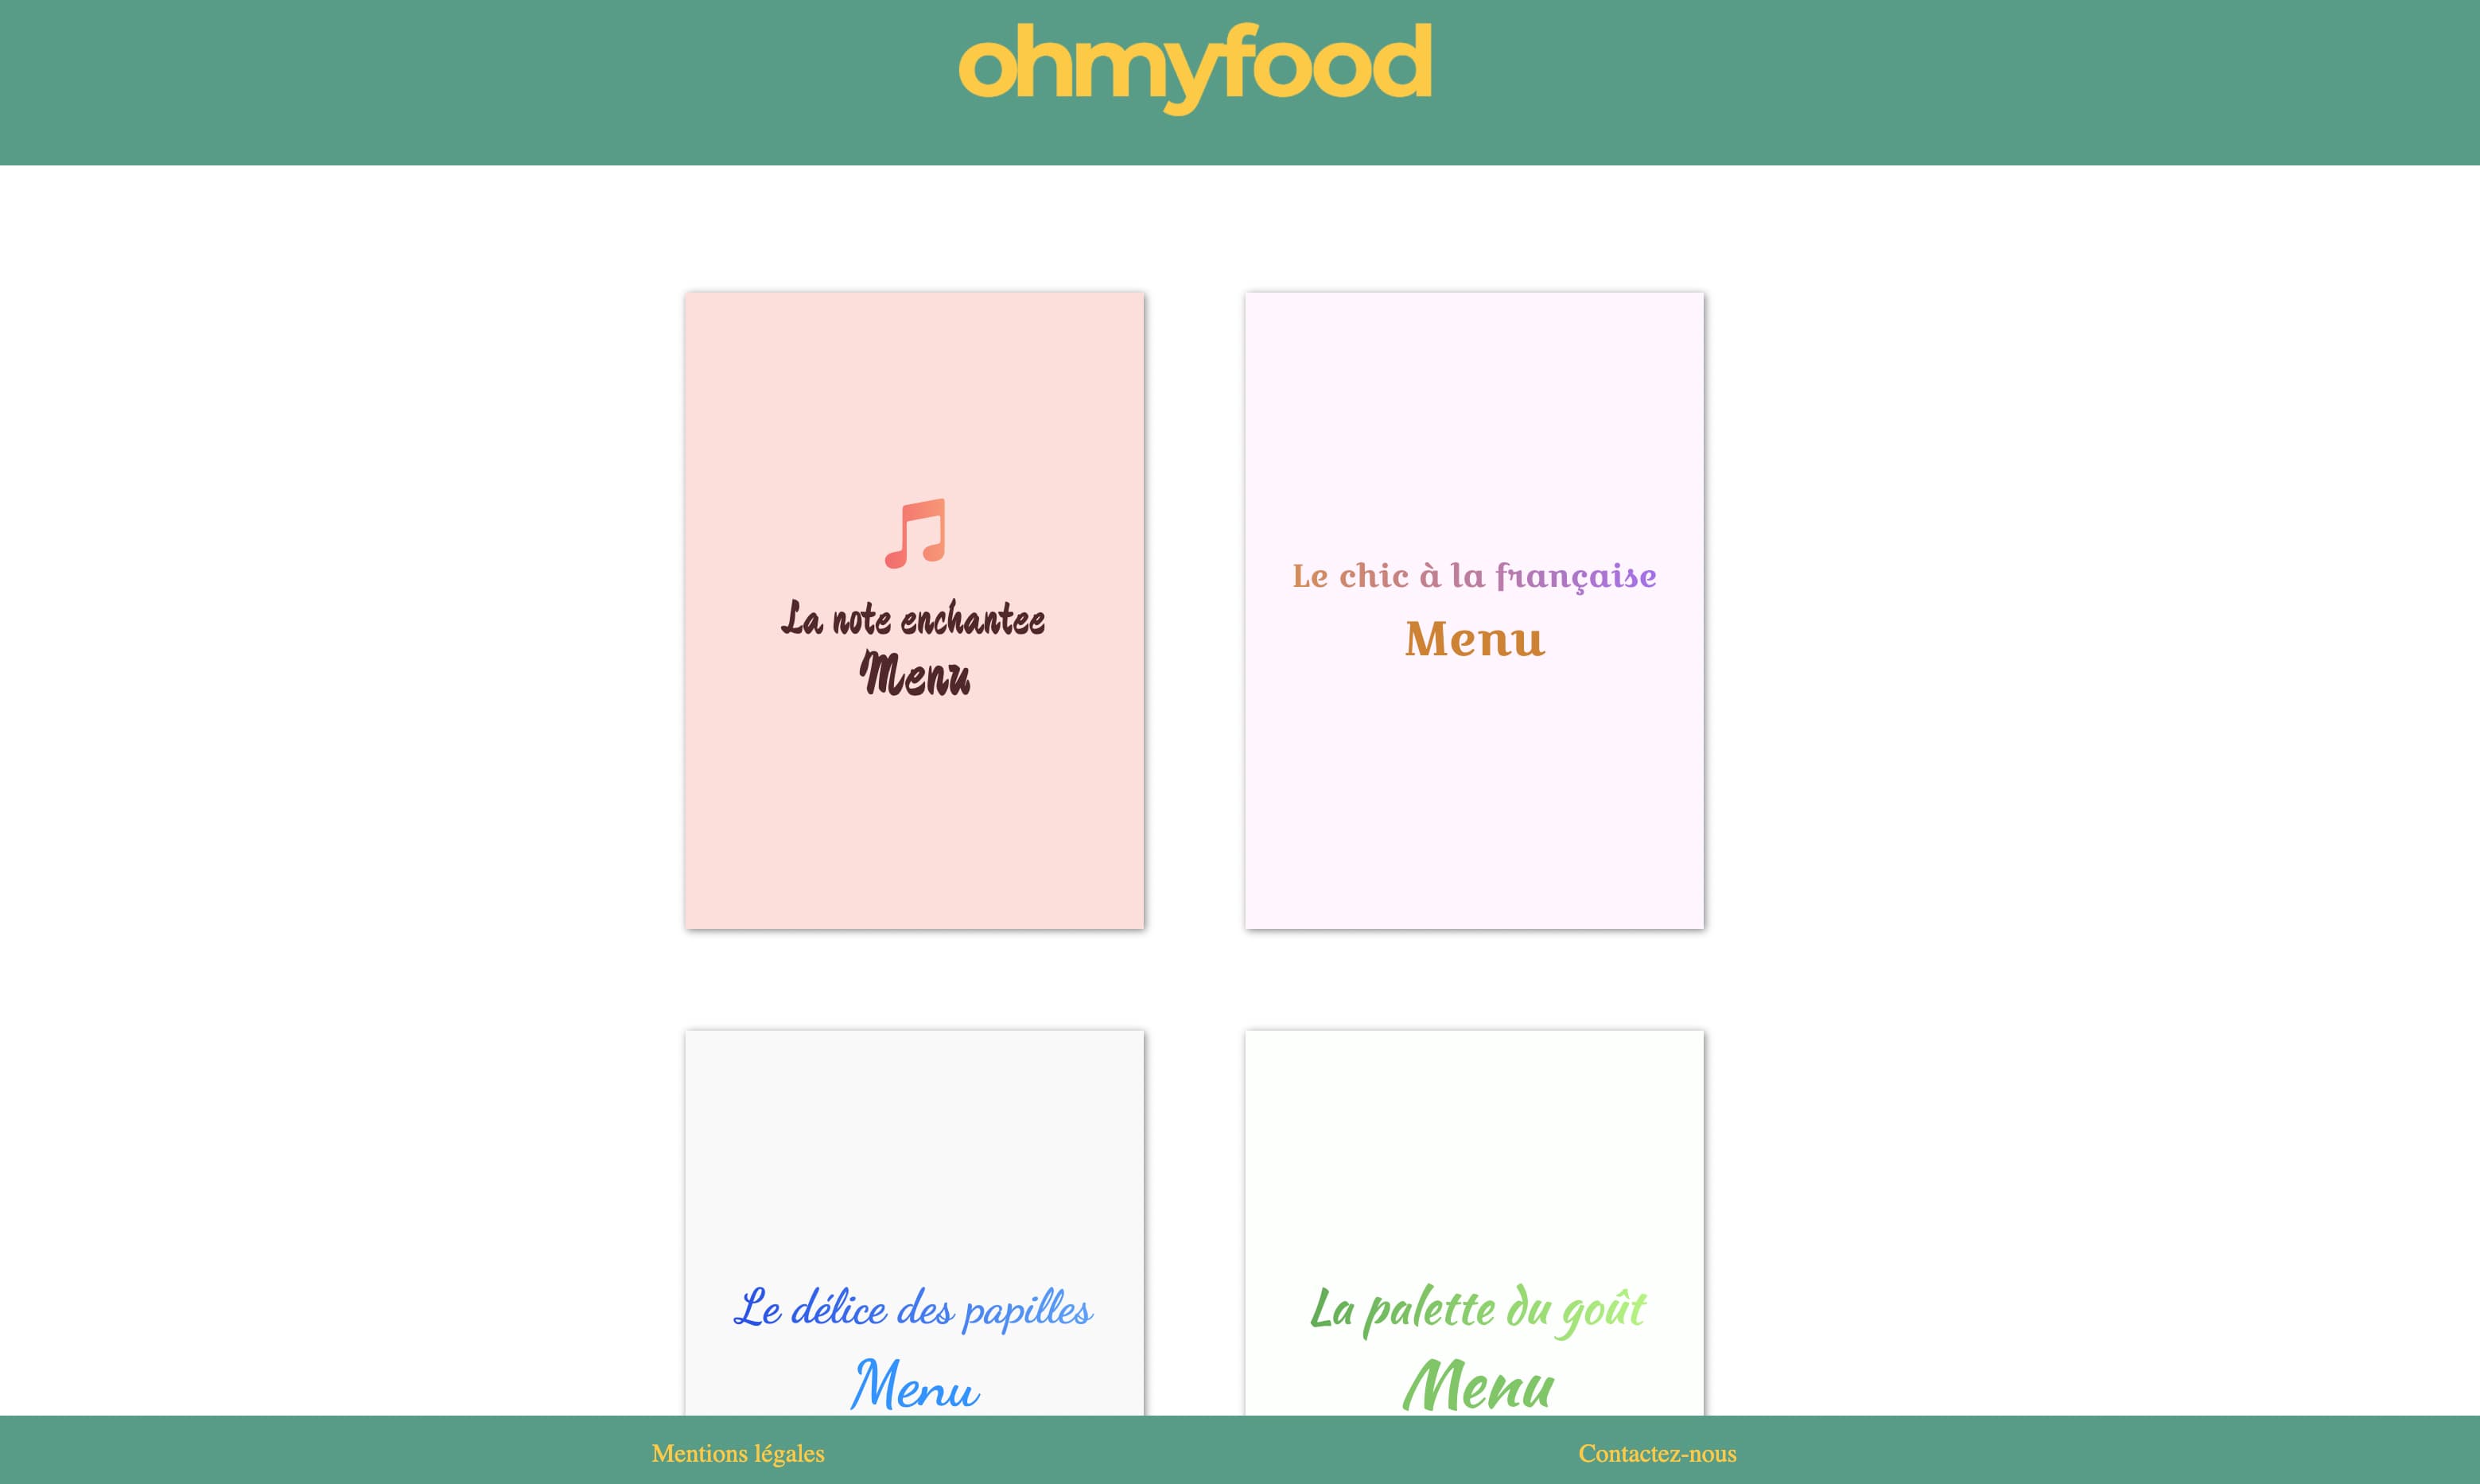 ohmyfood
La note enchantee
Menu
Le chic à la française
Menu
Le délice des papilles
Menu
La palette du goût
Menu
Mentions légales
Contactez-nous